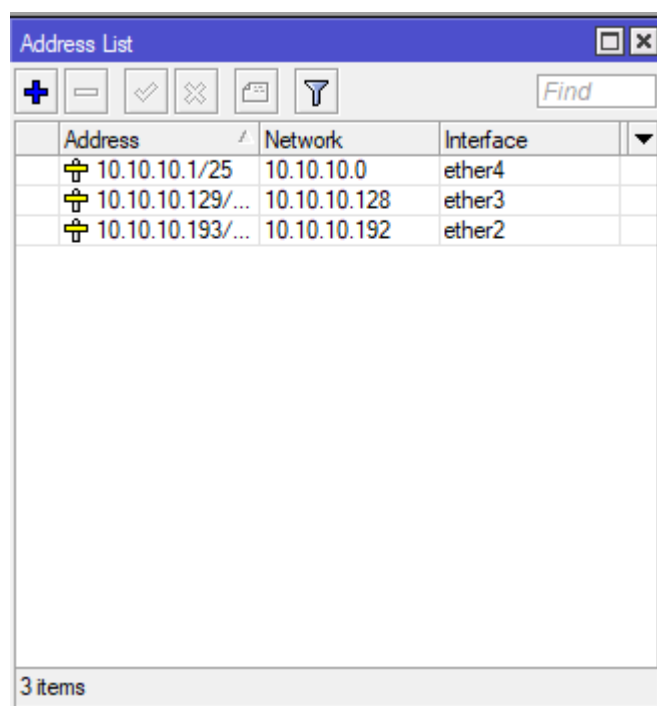 Address List
Find
Address Network Interface
10.10.10.1/25 10.10.10.0 ether4
10.10.10.129/... 10.10.10.128 ether3
10.10.10.193/... 10.10.10.192 ether2
3 items